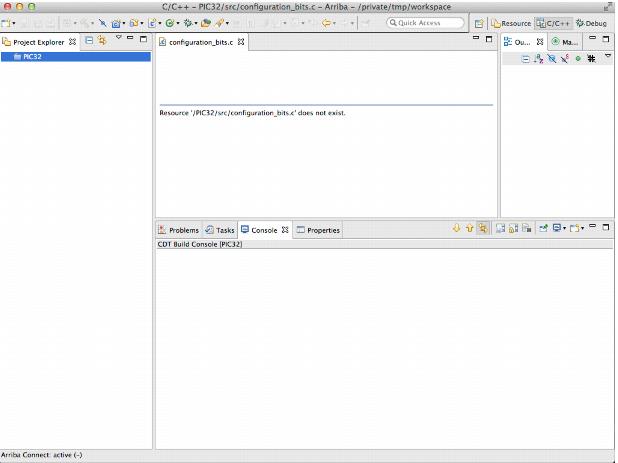 C/C++ - PIC32/src/configuration_bits.c - Arriba - /private/tmp/workspace
Quick Access
Resource
C/C++
Debug
Project Explorer
configuration_bits.c
Ou...
Ma...
PIC32
Resource '/PIC32/src/configuration_bits.c' does not exist.
Problems
Tasks
Console
Properties
CDT Build Console [PIC32]
Arriba Connect: active (-)